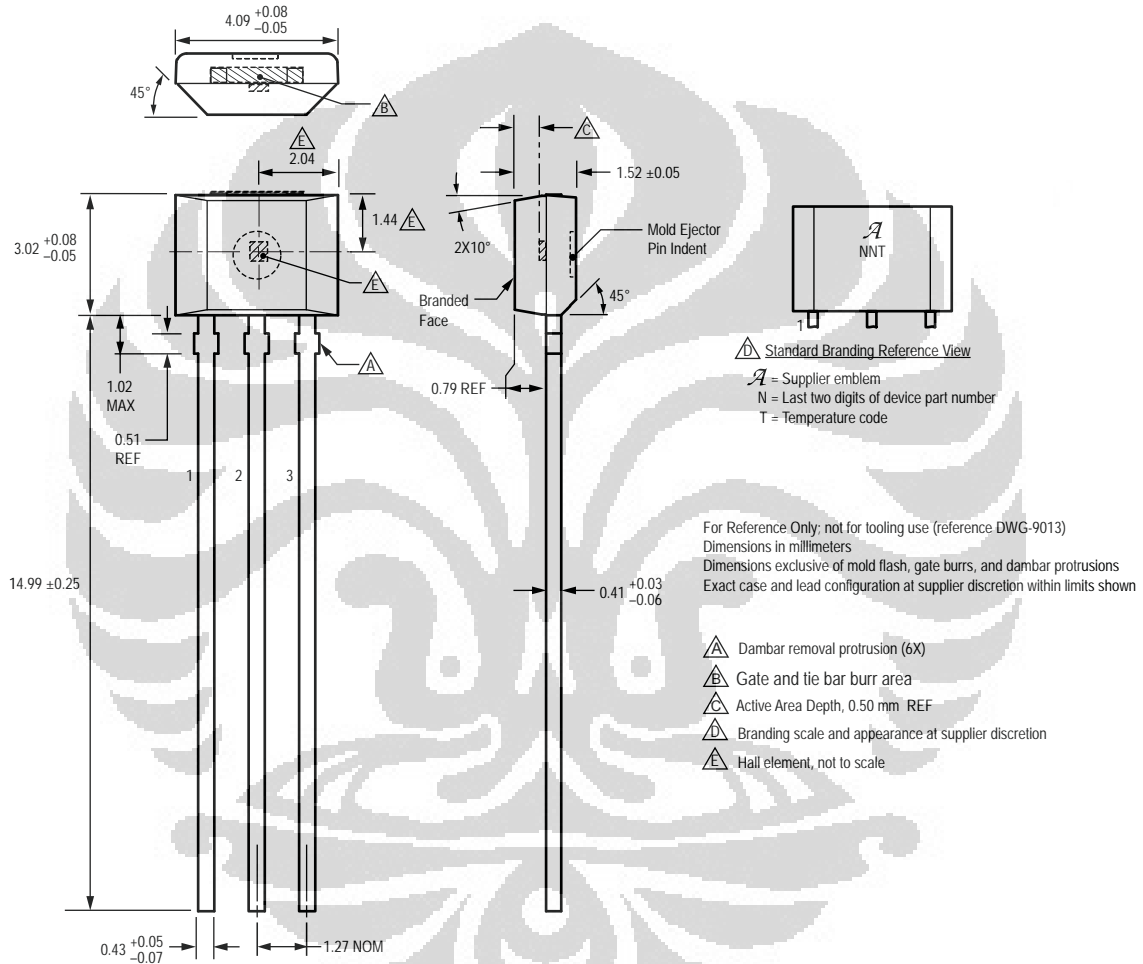 4.09 +0.08
−0.05
45°
B
C
E
2.04
1.52 ±0.05
1.44 E
3.02 +0.08
−0.05
2X10°
Mold Ejector
Pin Indent
A
NNT
E
Branded
Face
45°
1
D Standard Branding Reference View
A
1.02
MAX
0.79 REF
A = Supplier emblem
N = Last two digits of device part number
T = Temperature code
0.51
REF
1 2 3
For Reference Only; not for tooling use (reference DWG-9013)
Dimensions in millimeters
Dimensions exclusive of mold flash, gate burrs, and dambar protrusions
Exact case and lead configuration at supplier discretion within limits shown
14.99 ±0.25
0.41 +0.03
−0.06
A Dambar removal protrusion (6X)
B Gate and tie bar burr area
C Active Area Depth, 0.50 mm REF
D Branding scale and appearance at supplier discretion
E Hall element, not to scale
0.43 +0.05
−0.07
1.27 NOM